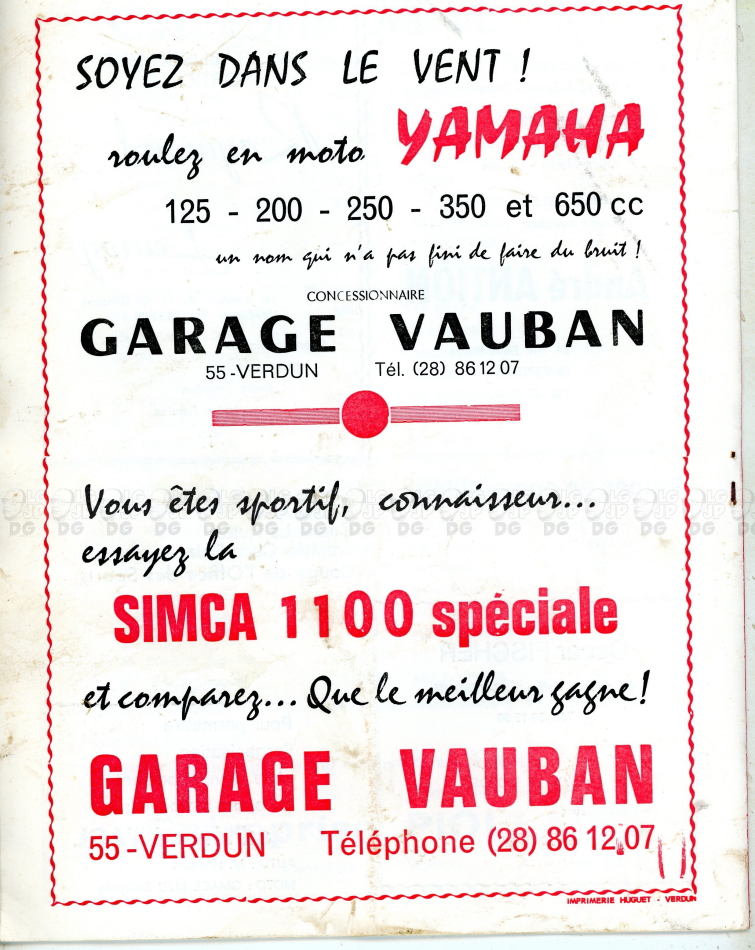 SOYEZ DANS LE VENT !
roulez en moto YAMAHA
125 - 200 - 250 - 350 et 650 cc
un nom qui n'a pas fini de faire du bruit !
CONCESSIONNAIRE
GARAGE VAUBAN
55 - VERDUN Tél. (28) 86 12 07
Vous êtes sportif, connaisseur...
essayez la
SIMCA 1100 spéciale
et comparez... Que le meilleur gagne !
GARAGE VAUBAN
55 - VERDUN Téléphone (28) 86 12 07
IMPRIMERIE HUGUET - VERDUN